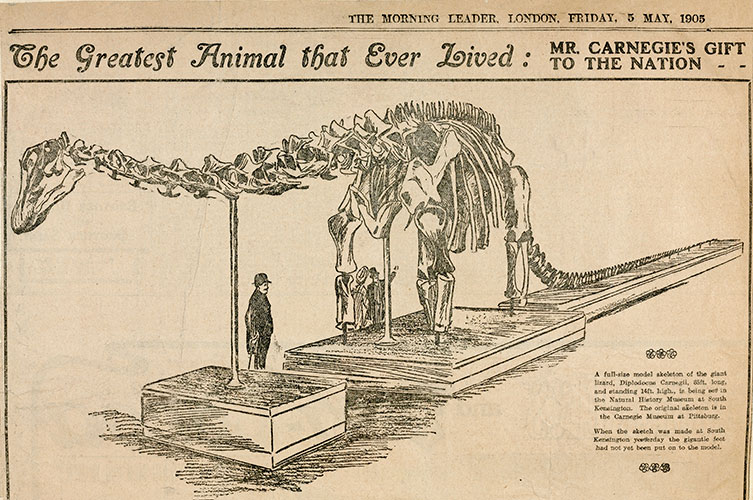 THE MORNING LEADER, LONDON, FRIDAY, 5 MAY, 1905
The Greatest Animal that Ever Lived :
MR. CARNEGIE'S GIFT
TO THE NATION - -
A full-size model skeleton of the giant
lizard, Diplodocus Carnegii, 65ft. long,
and standing 14ft. high, is being set in
the Natural History Museum at South
Kensington. The original skeleton is in
the Carnegie Museum at Pittsburg.
When the sketch was made at South
Kensington yesterday the gigantic feet
had not yet been put on to the model.